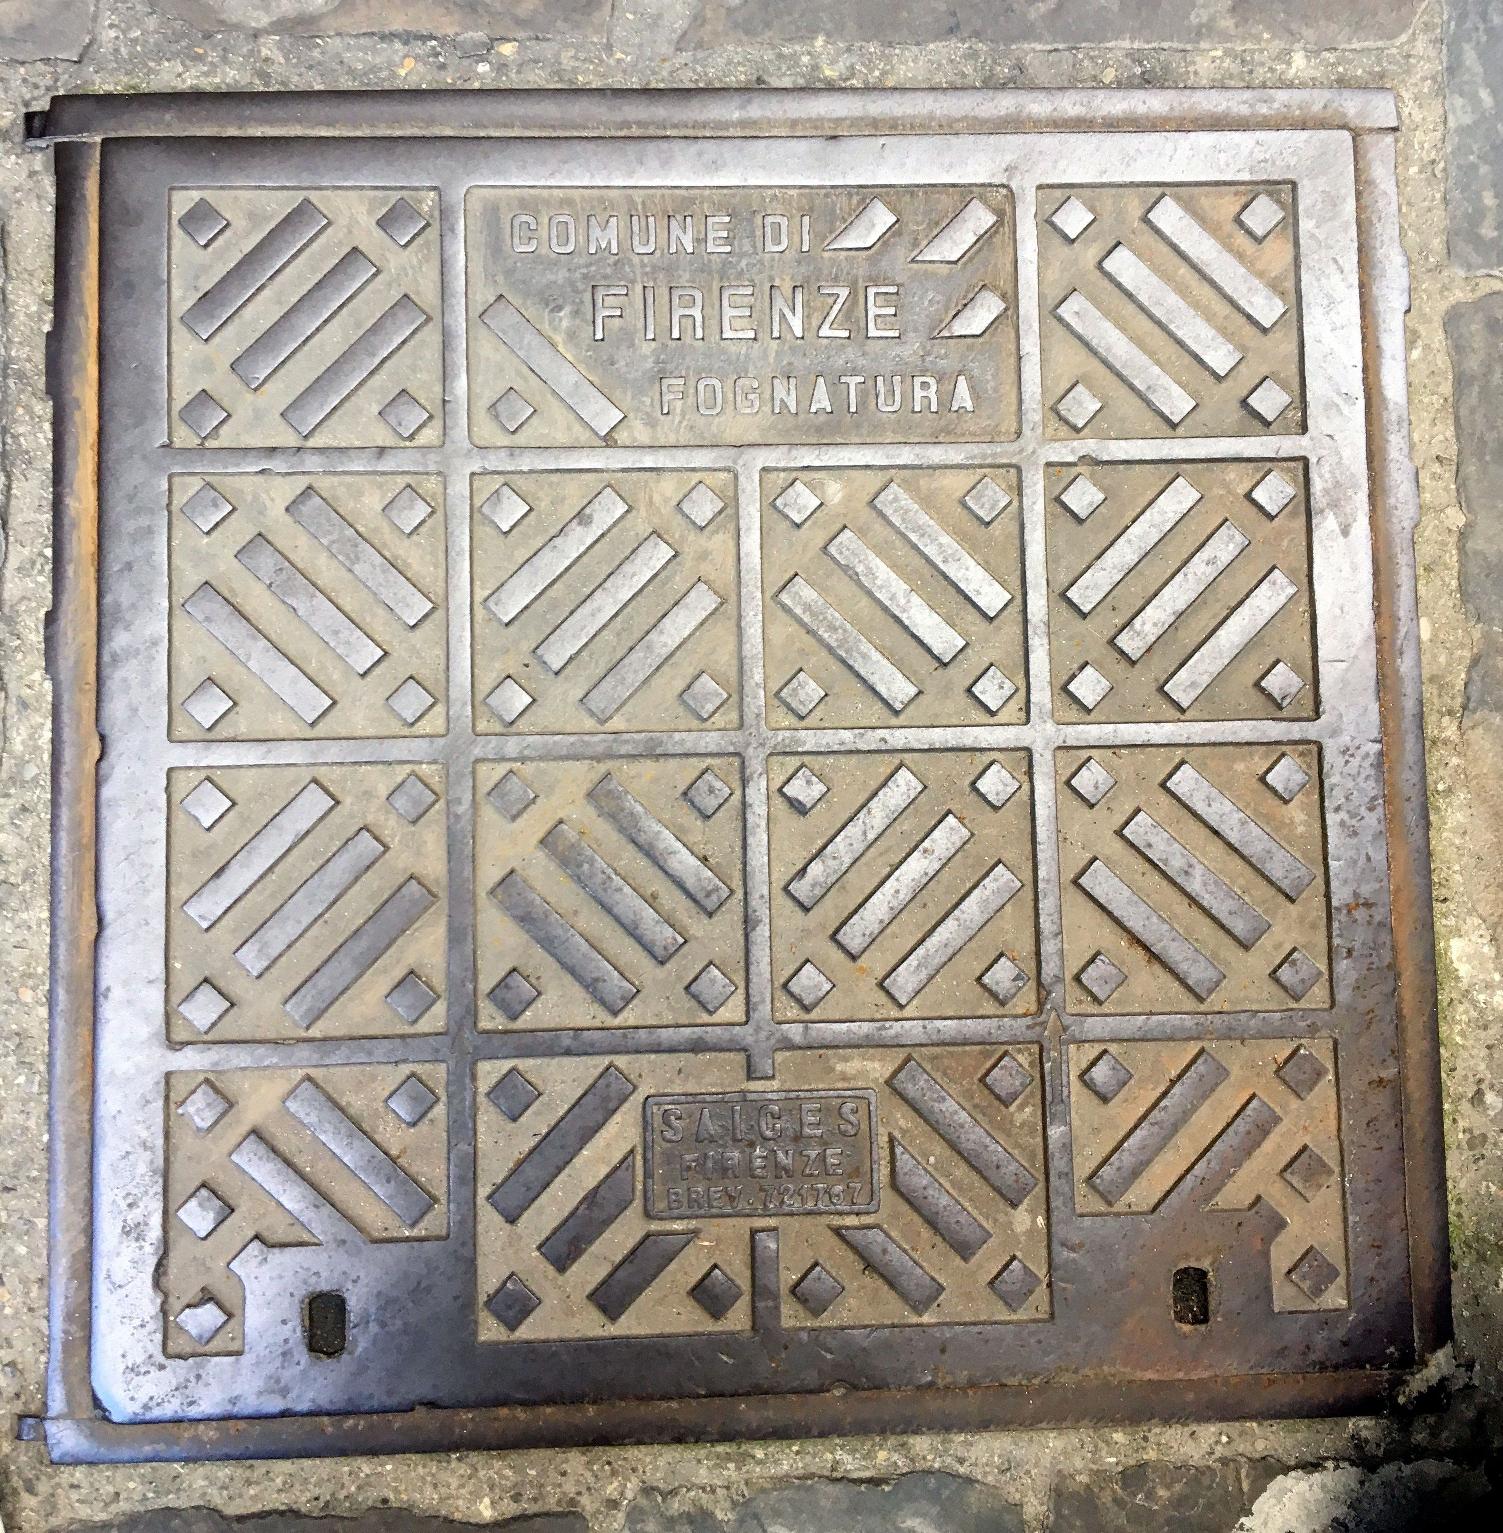 COMUNE DI
FIRENZE
FOGNATURA
SAIGES
FIRENZE
BREV. 721767